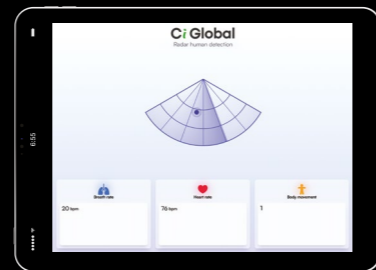 Ci Global
Radar human detection
Breath rate
Heart rate
Body movement
20 bpm
76 bpm
1
6:55